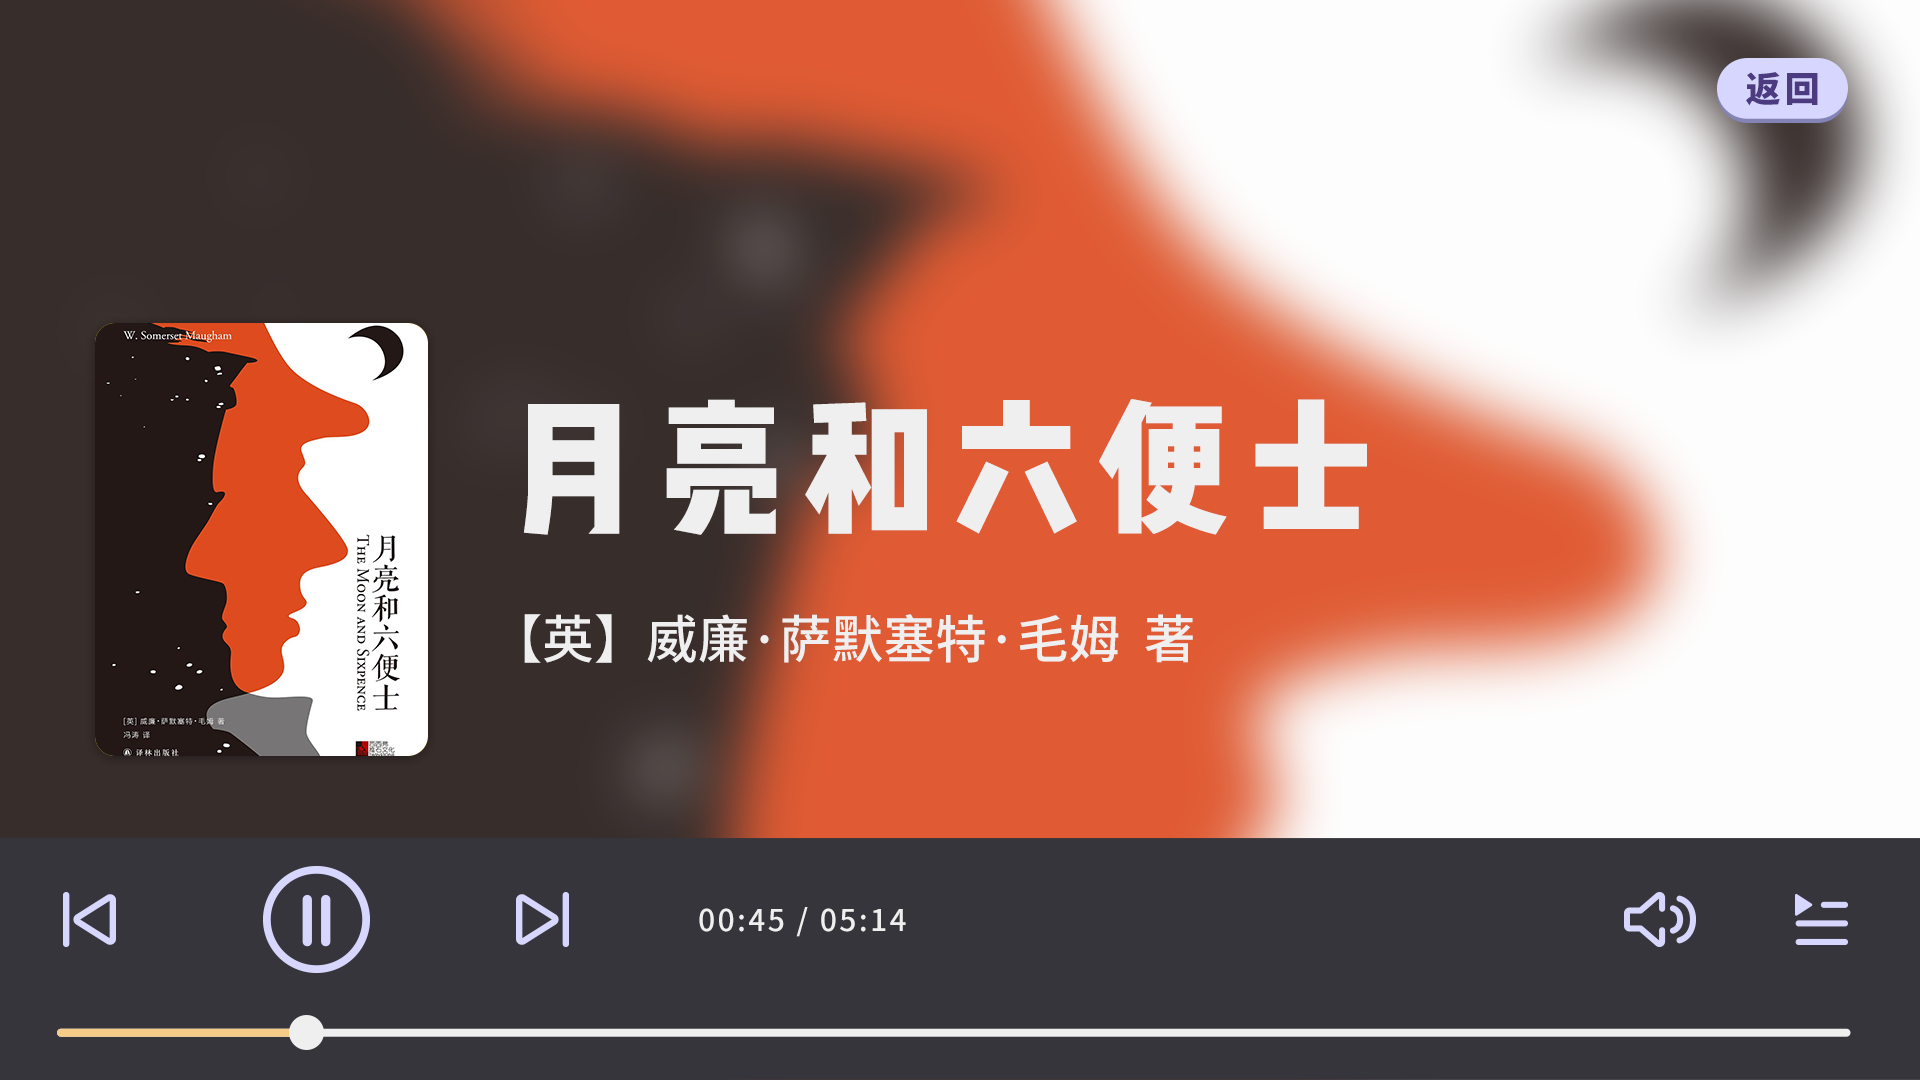 返回
W. Somerset Maugham
月亮和六便士
THE MOON AND SIXPENCE
[英] 威廉·萨默塞特·毛姆 著
冯涛 译
译林出版社
月亮和六便士
【英】威廉·萨默塞特·毛姆 著
00:45 / 05:14